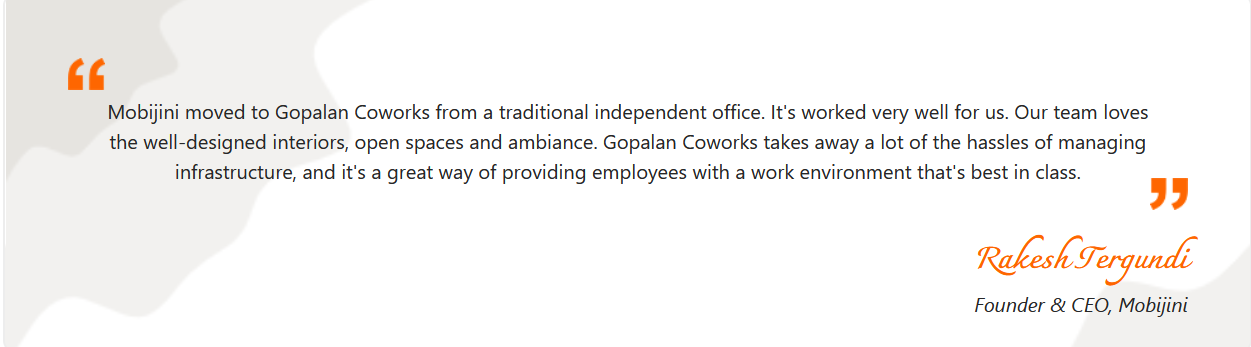 “
Mobijini moved to Gopalan Coworks from a traditional independent office. It's worked very well for us. Our team loves
the well-designed interiors, open spaces and ambiance. Gopalan Coworks takes away a lot of the hassles of managing
infrastructure, and it's a great way of providing employees with a work environment that's best in class.
”
Rakesh Tergundi
Founder & CEO, Mobijini